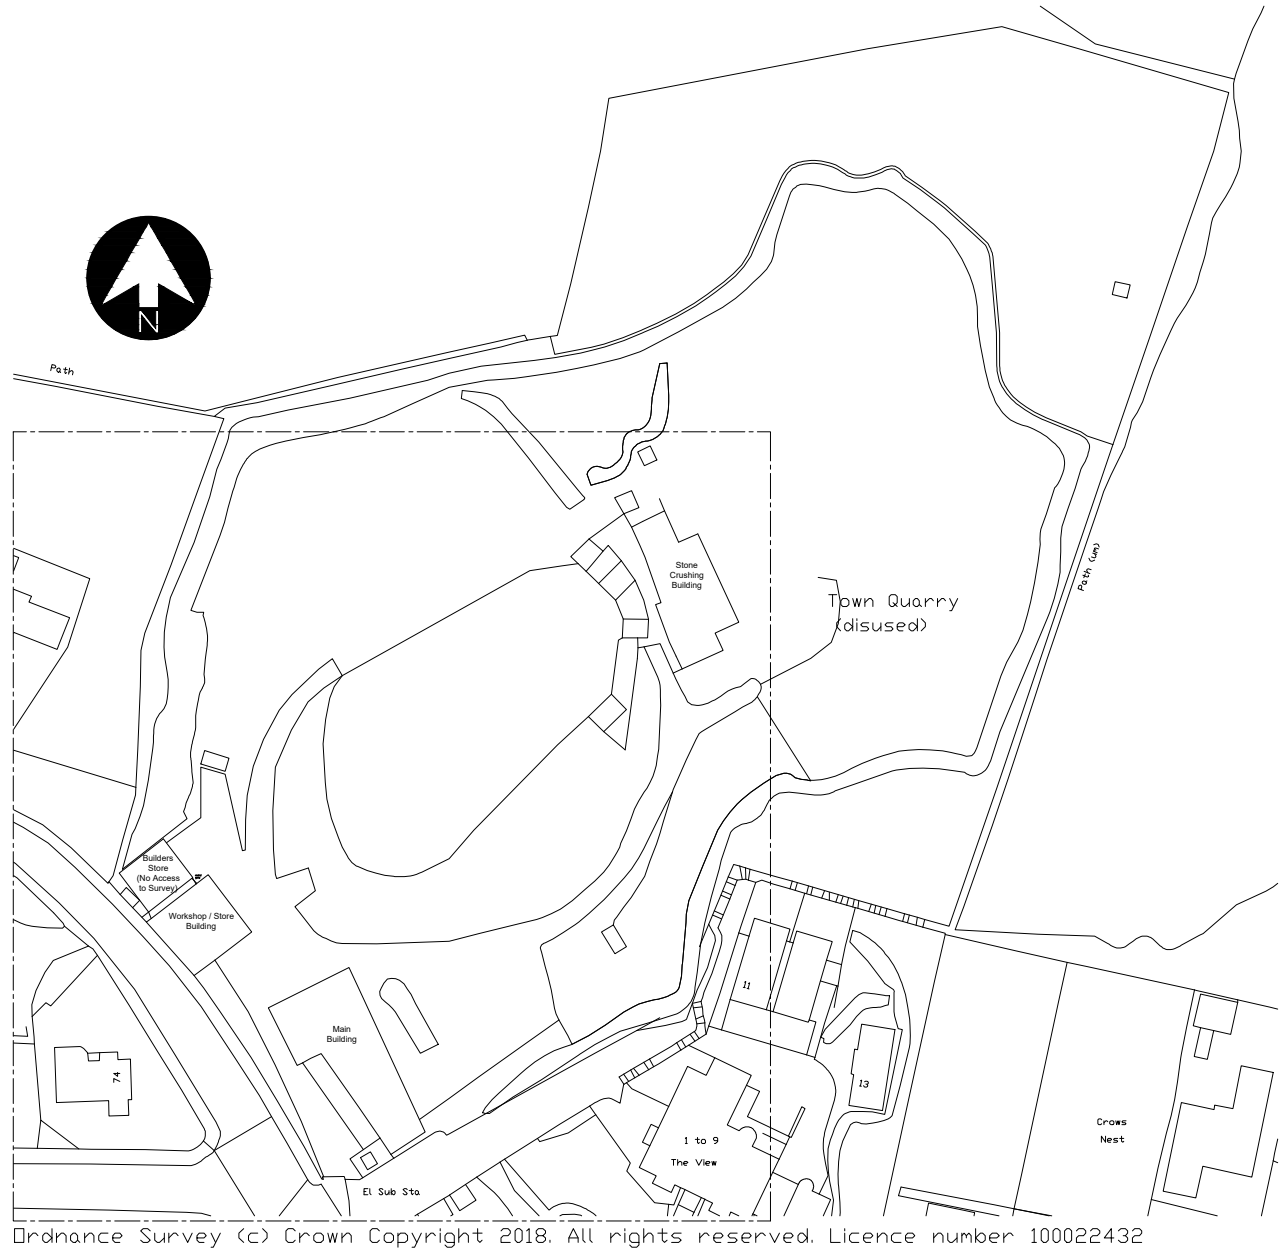 N
Path
Stone
Crushing
Building
Path (um)
Town Quarry
(disused)
Builders
Store
(No Access
to Survey)
Workshop / Store
Building
Main
Building
11
74
13
1 to 9
The View
Crows
Nest
El Sub Sta
Ordnance Survey (c) Crown Copyright 2018. All rights reserved. Licence number 100022432